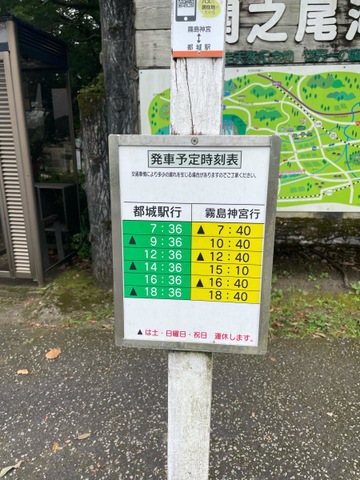 関之尾滝
霧島神宮
↕
都城駅
発車予定時刻表
交通事情により多少の遅れを生じる場合がありますのでご了承ください。
都城駅行 霧島神宮行
7：36 ▲ 7：40
▲ 9：36 10：40
12：36 ▲ 12：40
▲ 14：36 15：10
16：36 ▲ 16：40
▲ 18：36 18：40
▲は土・日曜日・祝日 運休します。